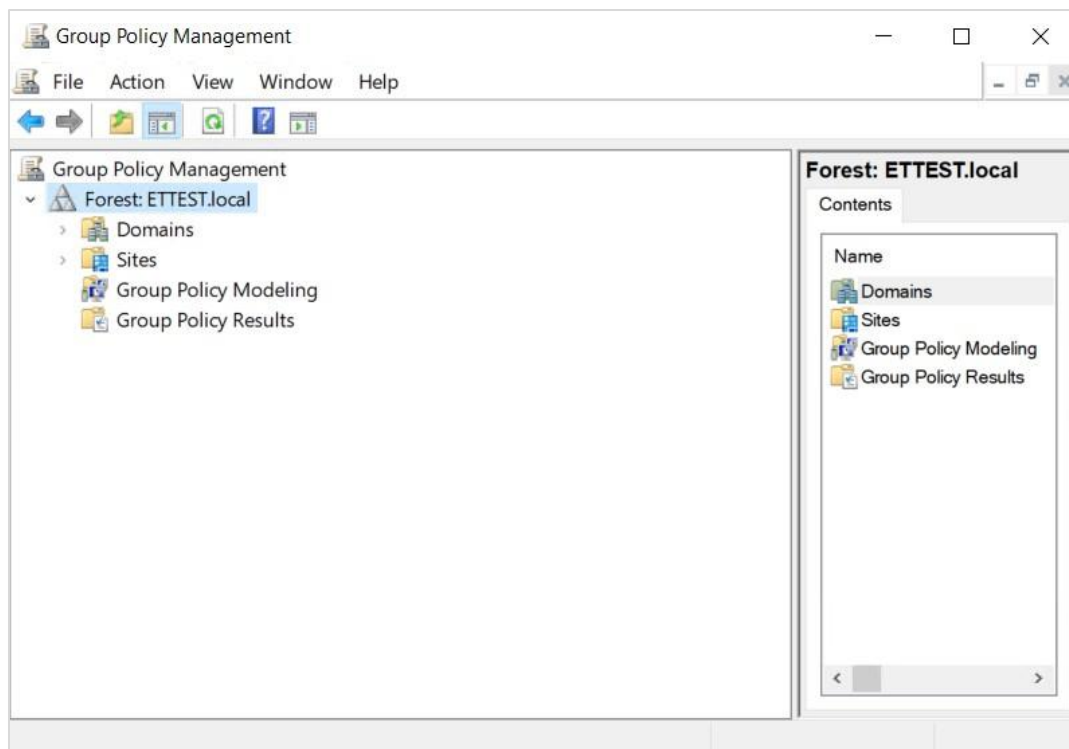 Group Policy Management
File Action View Window Help
Group Policy Management
Forest: ETTEST.local
Domains
Sites
Group Policy Modeling
Group Policy Results
Forest: ETTEST.local
Contents
Name
Domains
Sites
Group Policy Modeling
Group Policy Results